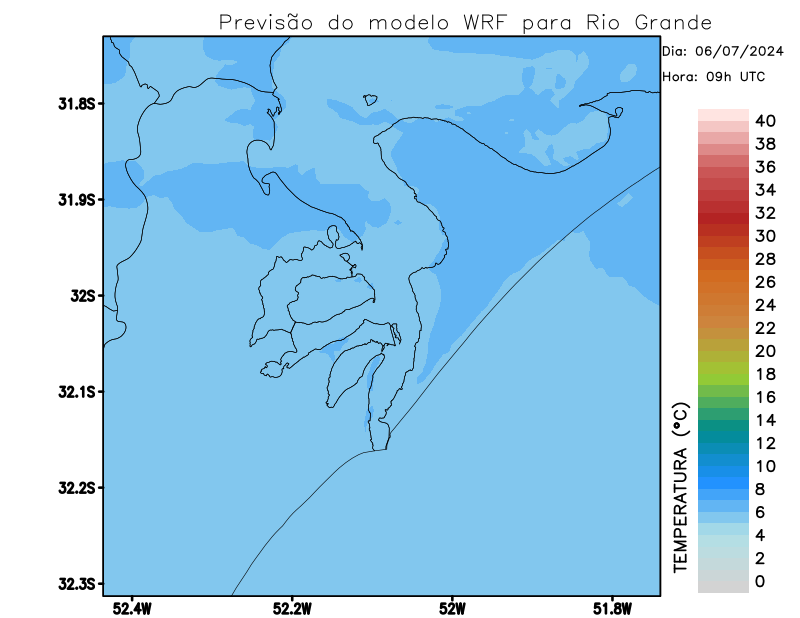 Previsão do modelo WRF para Rio Grande
Dia: 06/07/2024
Hora: 09h UTC
31.8S
31.9S
32S
32.1S
32.2S
32.3S
52.4W
52.2W
52W
51.8W
TEMPERATURA (°C)
40
38
36
34
32
30
28
26
24
22
20
18
16
14
12
10
8
6
4
2
0